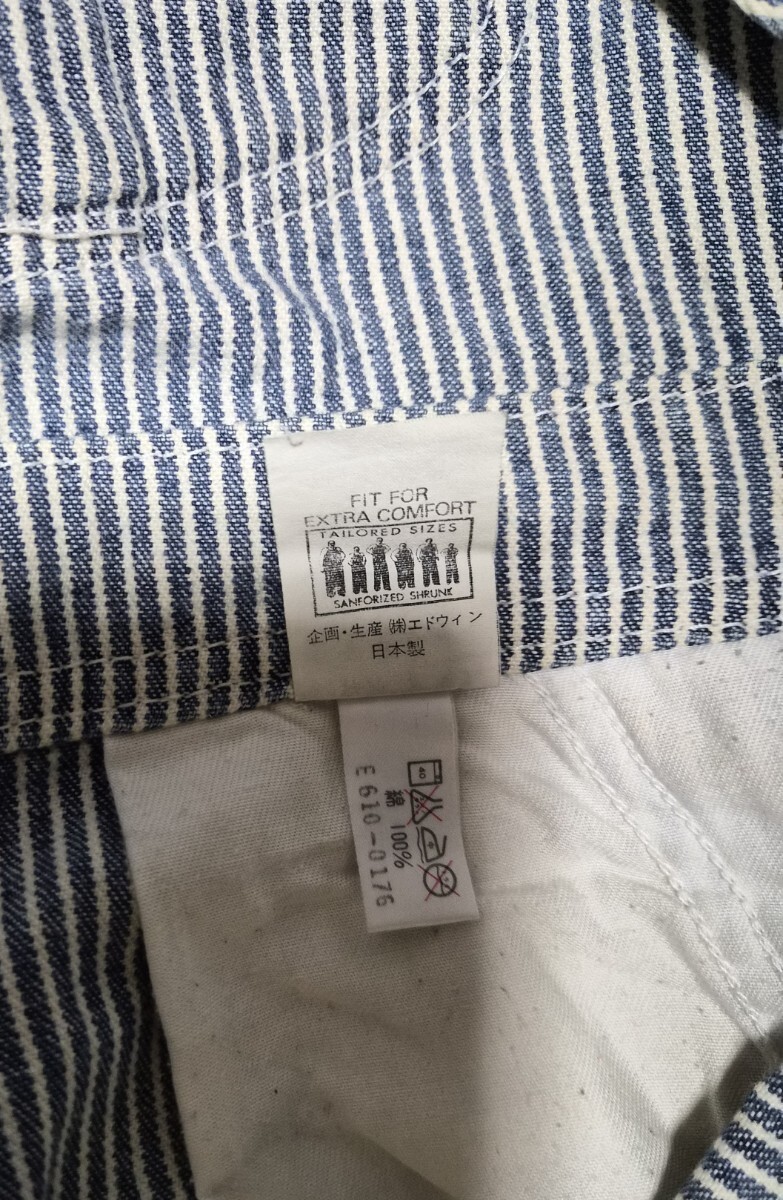 FIT FOR
EXTRA COMFORT
TAILORED SIZES
SANFORIZED SHRUNK
企画・生産 ㈱エドウィン
日本製
40
綿 100%
E610-0176